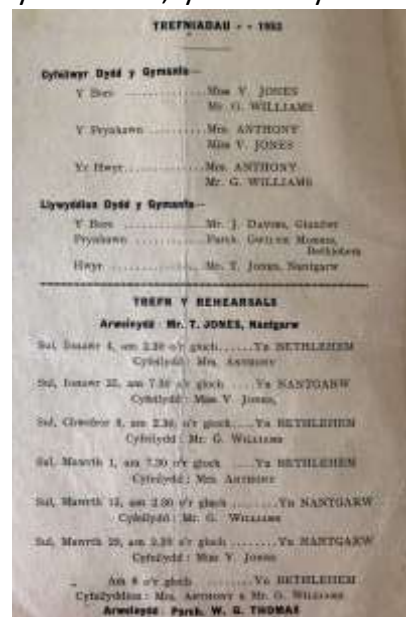 TREFNIADAU - - 1953
Cyfeilwyr Dydd y Gymanfa—
Y Bore ............ Miss V. JONES
Mr. G. WILLIAMS
Y Prynhawn ............ Mrs. ANTHONY
Miss V. JONES
Yr Hwyr ............ Mrs. ANTHONY
Mr. G. WILLIAMS
Llywyddion Dydd y Gymanfa—
Y Bore ............ Mr. J. Davies,
Prynhawn ............ Parch.
Bethlehem
Hwyr ............ Mr. T. Jones, Nantgarw
TREFN Y REHEARSALS
Arweinydd : Mr. T. JONES, Nantgarw
Sul, Ionawr 4, am 2.30 o'r gloch ...... Yn BETHLEHEM
Cyfeilydd : Mrs. ANTHONY
Sul, Ionawr 25, am 7.30 o'r gloch ...... Yn NANTGARW
Cyfeilydd : Miss V. JONES,
Sul, Chwefror 8, am 2.30, o'r gloch ...... Yn BETHLEHEM
Cyfeilydd : Mr. G. WILLIAMS
Sul, Mawrth 1, am 7.30 o'r gloch ...... Yn BETHLEHEM
Cyfeilydd : Mrs. ANTHONY
Sul, Mawrth 15, am 2.30 o'r gloch ........ Yn NANTGARW
Cyfeilydd : Mr. G. WILLIAMS
Sul, Mawrth 29, am 2.30 o'r gloch ........ Yn NANTGARW
Cyfeilydd : Miss V. JONES
„ Am 8 o'r gloch ......... Yn BETHLEHEM
Cyfeilyddion : Mrs. ANTHONY a Mr. G. WILLIAMS
Arweinydd : Parch. W. G. THOMAS